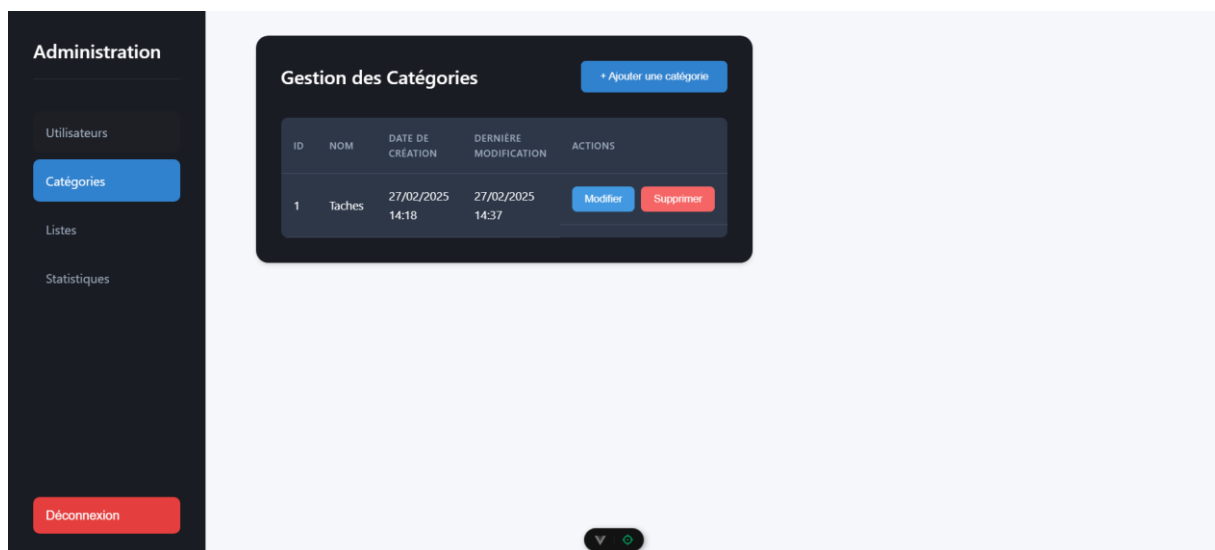 Administration
Utilisateurs
Catégories
Listes
Statistiques
Déconnexion
Gestion des Catégories
+ Ajouter une catégorie
ID NOM DATE DE CRÉATION DERNIÈRE MODIFICATION ACTIONS
1 Taches 27/02/2025 14:18 27/02/2025 14:37 Modifier Supprimer